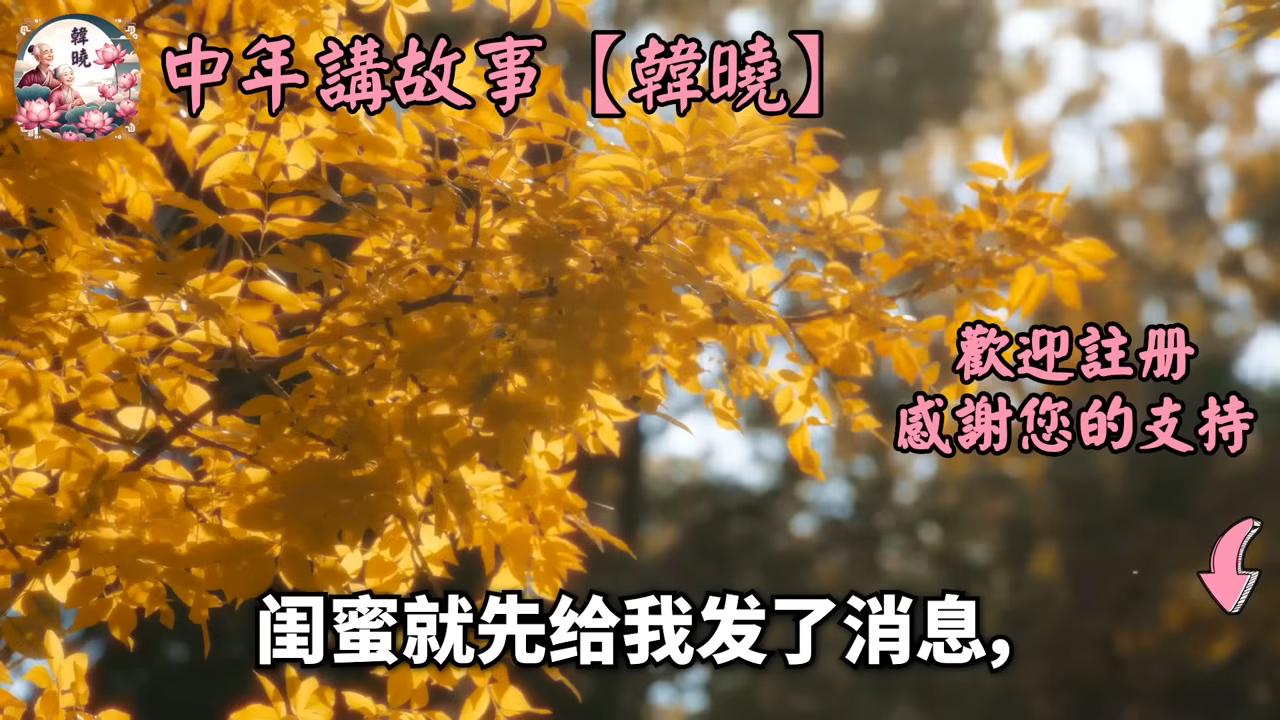 韓曉
中年講故事【韓曉】
歡迎註册
感謝您的支持
闺蜜就先给我发了消息,